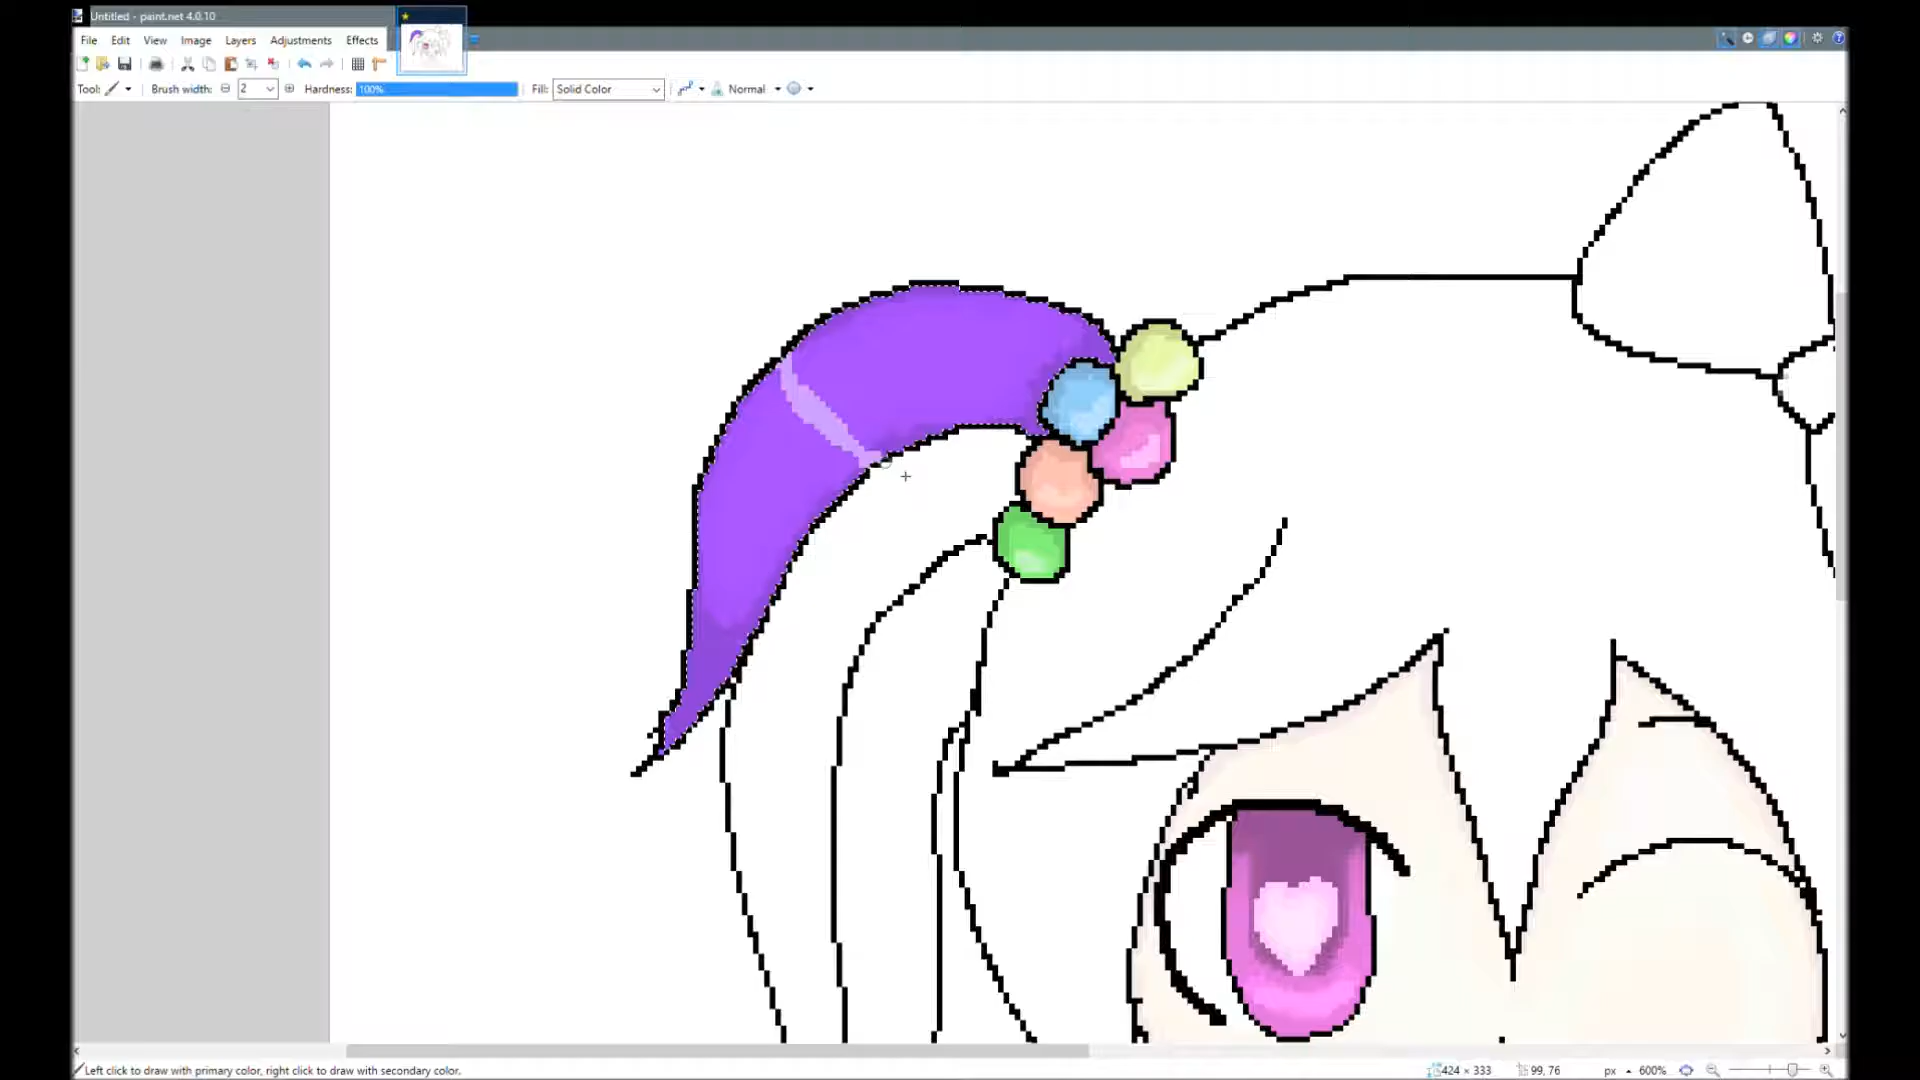 Untitled - paint.net 4.0.10
File Edit View Image Layers Adjustments Effects
Tool: Brush width: 2 Hardness: 100% Fill: Solid Color Normal
Left click to draw with primary color, right click to draw with secondary color. 424 × 333 99, 76 px 600%